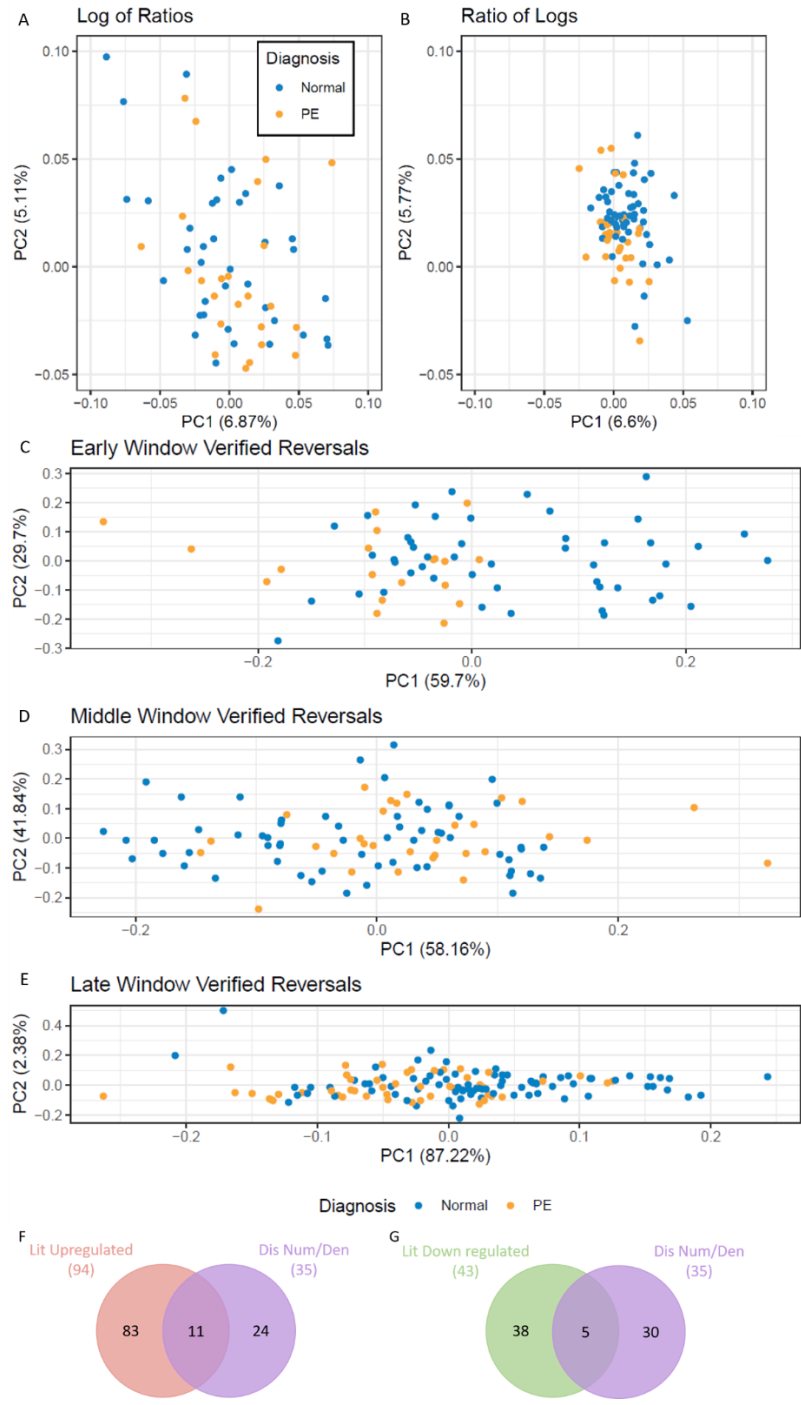 A
Log of Ratios
Diagnosis
Normal
PE
0.10
0.05
0.00
−0.05
PC2 (5.11%)
−0.10
−0.05
0.00
0.05
0.10
PC1 (6.87%)
B
Ratio of Logs
0.10
0.05
0.00
−0.05
PC2 (5.77%)
−0.10
−0.05
0.00
0.05
0.10
PC1 (6.6%)
C
Early Window Verified Reversals
0.3
0.2
0.1
0.0
−0.1
−0.2
−0.3
PC2 (29.7%)
−0.2
0.0
0.2
PC1 (59.7%)
D
Middle Window Verified Reversals
0.3
0.2
0.1
0.0
−0.1
−0.2
PC2 (41.84%)
−0.2
0.0
0.2
PC1 (58.16%)
E
Late Window Verified Reversals
0.4
0.2
0.0
−0.2
PC2 (2.38%)
−0.2
−0.1
0.0
0.1
0.2
PC1 (87.22%)
Diagnosis Normal PE
F
Lit Upregulated
(94)
Dis Num/Den
(35)
83
11
24
G
Lit Down regulated
(43)
Dis Num/Den
(35)
38
5
30